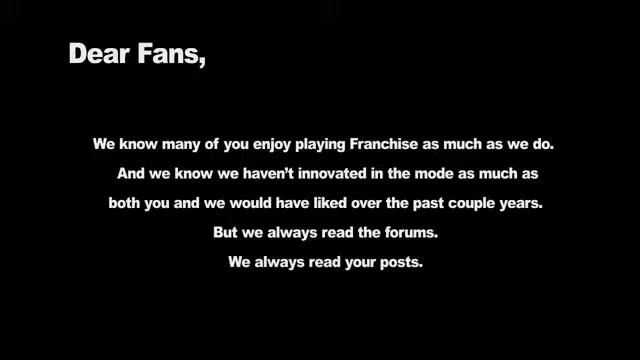 Dear Fans,
We know many of you enjoy playing Franchise as much as we do.
And we know we haven't innovated in the mode as much as
both you and we would have liked over the past couple years.
But we always read the forums.
We always read your posts.